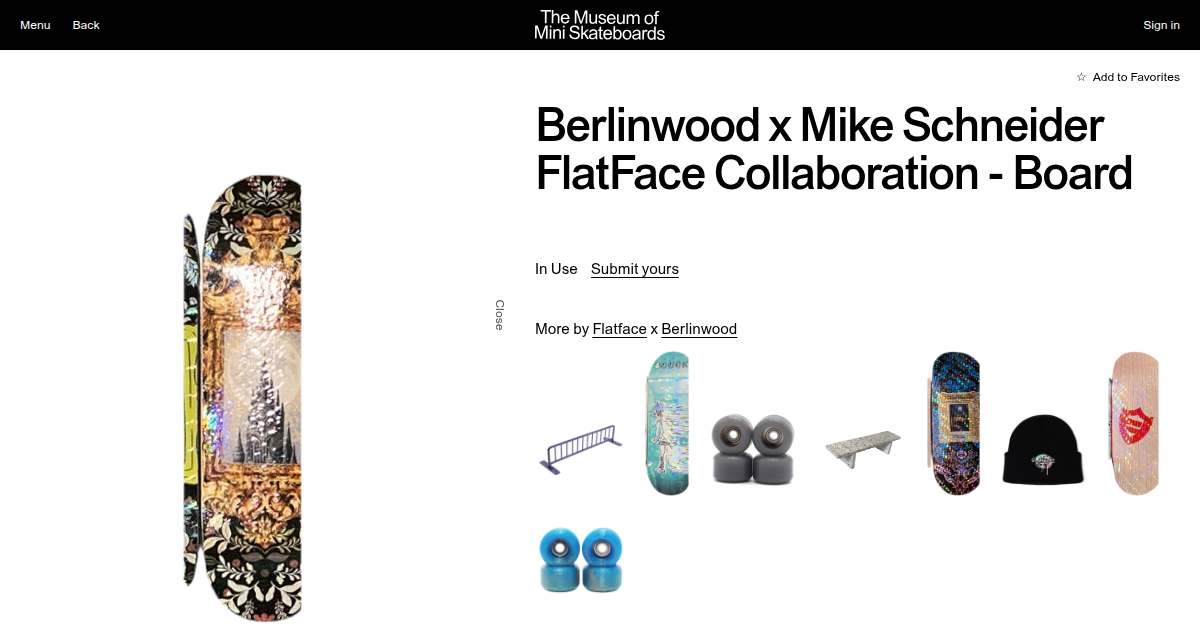 Menu Back
The Museum of
Mini Skateboards
Sign in
☆ Add to Favorites
Berlinwood x Mike Schneider
FlatFace Collaboration - Board
In Use Submit yours
Close
More by Flatface x Berlinwood